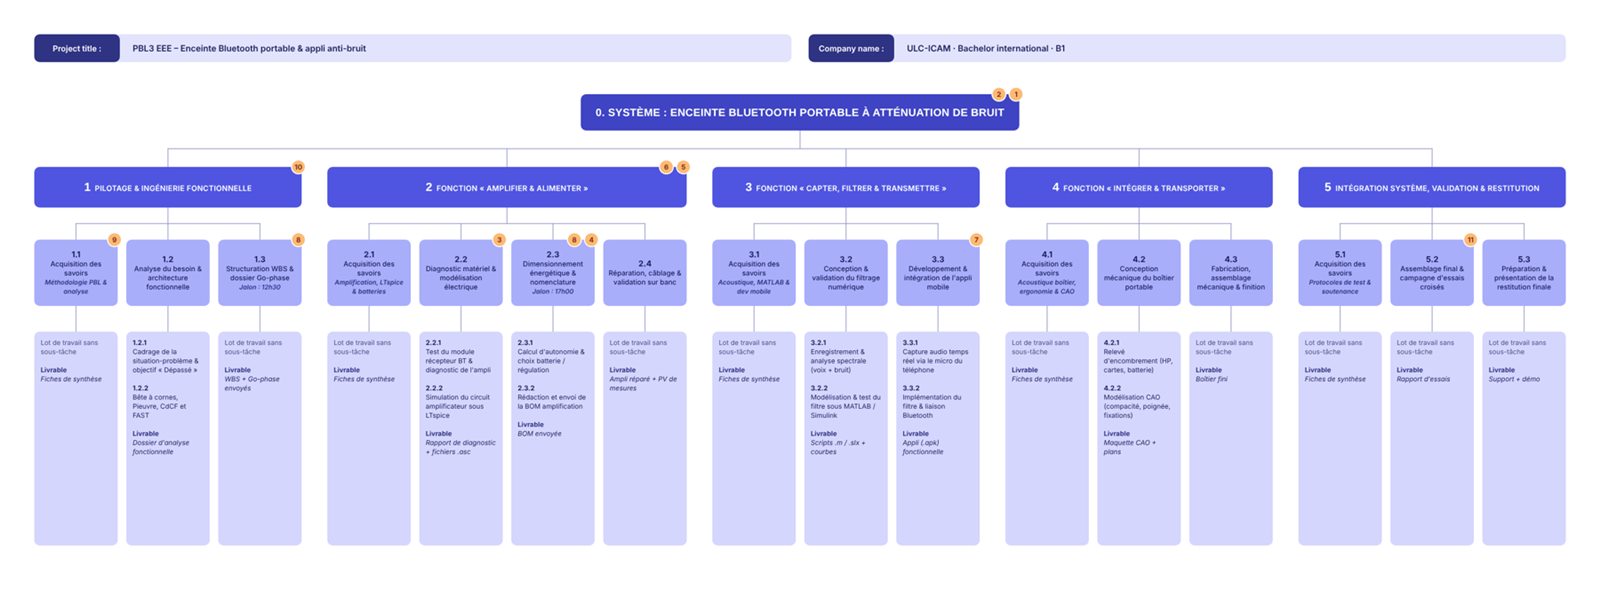 Project title :
PBL3 EEE – Enceinte Bluetooth portable & appli anti-bruit
Company name :
ULC-ICAM · Bachelor international · B1
2
1
0. SYSTÈME : ENCEINTE BLUETOOTH PORTABLE À ATTÉNUATION DE BRUIT
10
1 PILOTAGE & INGÉNIERIE FONCTIONNELLE
6
5
2 FONCTION « AMPLIFIER & ALIMENTER »
3 FONCTION « CAPTER, FILTRER & TRANSMETTRE »
4 FONCTION « INTÉGRER & TRANSPORTER »
5 INTÉGRATION SYSTÈME, VALIDATION & RESTITUTION
9
1.1
Acquisition des
savoirs
Méthodologie PBL &
analyse
1.2
Analyse du besoin &
architecture
fonctionnelle
8
1.3
Structuration WBS &
dossier Go-phase
Jalon : 12h30
2.1
Acquisition des
savoirs
Amplification, LTspice
& batteries
3
2.2
Diagnostic matériel &
modélisation
électrique
8
4
2.3
Dimensionnement
énergétique &
nomenclature
Jalon : 17h00
2.4
Réparation, câblage &
validation sur banc
3.1
Acquisition des
savoirs
Acoustique, MATLAB &
dev mobile
3.2
Conception &
validation du filtrage
numérique
7
3.3
Développement &
intégration de l'appli
mobile
4.1
Acquisition des
savoirs
Acoustique boîtier,
ergonomie & CAO
4.2
Conception
mécanique du boîtier
portable
4.3
Fabrication,
assemblage
mécanique & finition
5.1
Acquisition des
savoirs
Protocoles de test &
soutenance
11
5.2
Assemblage final &
campagne d'essais
croisés
5.3
Préparation &
présentation de la
restitution finale
Lot de travail sans
sous-tâche
Livrable
Fiches de synthèse
1.2.1
Cadrage de la
situation-problème &
objectif « Dépassé »
1.2.2
Bête à cornes,
Pieuvre, CdCF et
FAST
Livrable
Dossier d'analyse
fonctionnelle
Lot de travail sans
sous-tâche
Livrable
WBS + Go-phase
envoyés
Lot de travail sans
sous-tâche
Livrable
Fiches de synthèse
2.2.1
Test du module
récepteur BT &
diagnostic de l'ampli
2.2.2
Simulation du circuit
amplificateur sous
LTspice
Livrable
Rapport de diagnostic
+ fichiers .asc
2.3.1
Calcul d'autonomie &
choix batterie /
régulation
2.3.2
Rédaction et envoi de
la BOM amplification
Livrable
BOM envoyée
Lot de travail sans
sous-tâche
Livrable
Ampli réparé + PV de
mesures
Lot de travail sans
sous-tâche
Livrable
Fiches de synthèse
3.2.1
Enregistrement &
analyse spectrale
(voix + bruit)
3.2.2
Modélisation & test du
filtre sous MATLAB /
Simulink
Livrable
Scripts .m / .slx +
courbes
3.3.1
Capture audio temps
réel via le micro du
téléphone
3.3.2
Implémentation du
filtre & liaison
Bluetooth
Livrable
Appli (.apk)
fonctionnelle
Lot de travail sans
sous-tâche
Livrable
Fiches de synthèse
4.2.1
Relevé
d'encombrement (HP,
cartes, batterie)
4.2.2
Modélisation CAO
(compacité, poignée,
fixations)
Livrable
Maquette CAO +
plans
Lot de travail sans
sous-tâche
Livrable
Boîtier fini
Lot de travail sans
sous-tâche
Livrable
Fiches de synthèse
Lot de travail sans
sous-tâche
Livrable
Rapport d'essais
Lot de travail sans
sous-tâche
Livrable
Support + démo